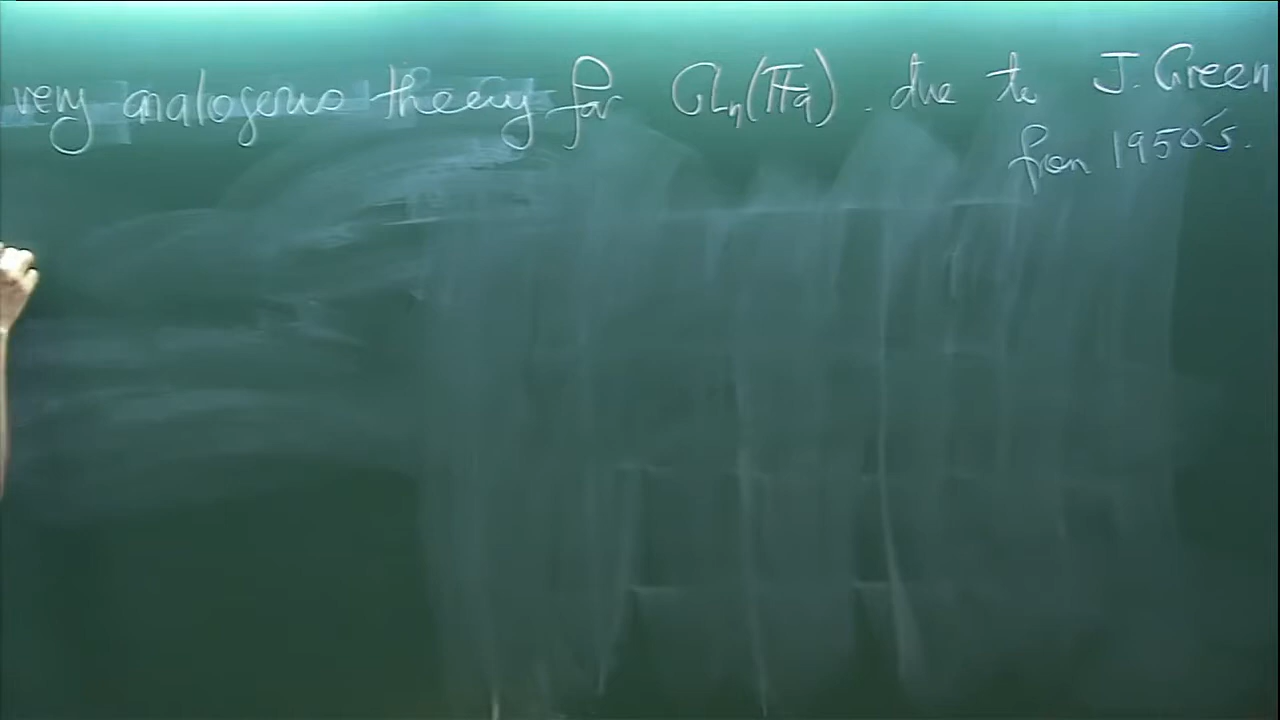 very analogous theory for GLₙ(𝔽q). due to J. Green
from 1950's.